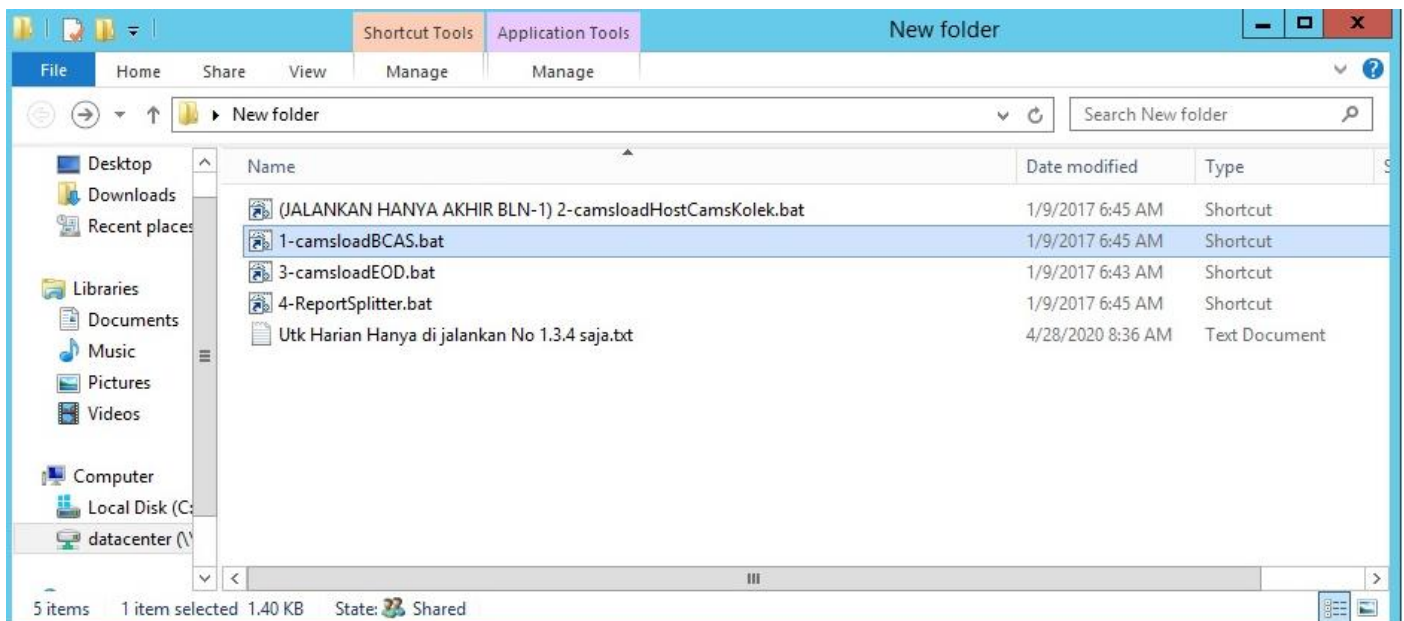 Shortcut Tools Application Tools New folder
File Home Share View Manage Manage
New folder Search New folder
Desktop
Downloads
Recent places
Libraries
Documents
Music
Pictures
Videos
Computer
Local Disk (C:
datacenter (\\
Name Date modified Type
(JALANKAN HANYA AKHIR BLN-1) 2-camsloadHostCamsKolek.bat 1/9/2017 6:45 AM Shortcut
1-camsloadBCAS.bat 1/9/2017 6:45 AM Shortcut
3-camsloadEOD.bat 1/9/2017 6:43 AM Shortcut
4-ReportSplitter.bat 1/9/2017 6:45 AM Shortcut
Utk Harian Hanya di jalankan No 1.3.4 saja.txt 4/28/2020 8:36 AM Text Document
5 items 1 item selected 1.40 KB State: Shared